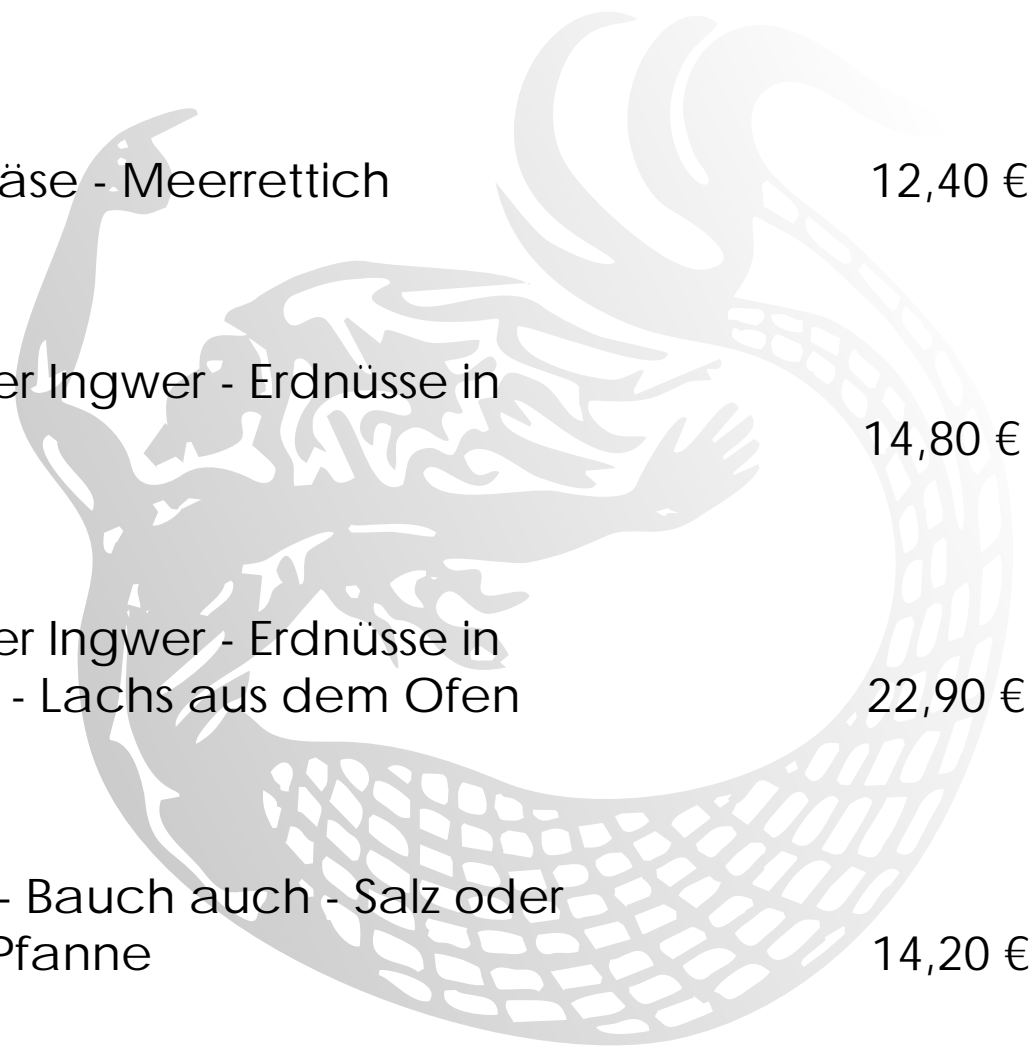 äse - Meerrettich 12,40 €
er Ingwer - Erdnüsse in
14,80 €
er Ingwer - Erdnüsse in
- Lachs aus dem Ofen 22,90 €
- Bauch auch - Salz oder
Pfanne 14,20 €